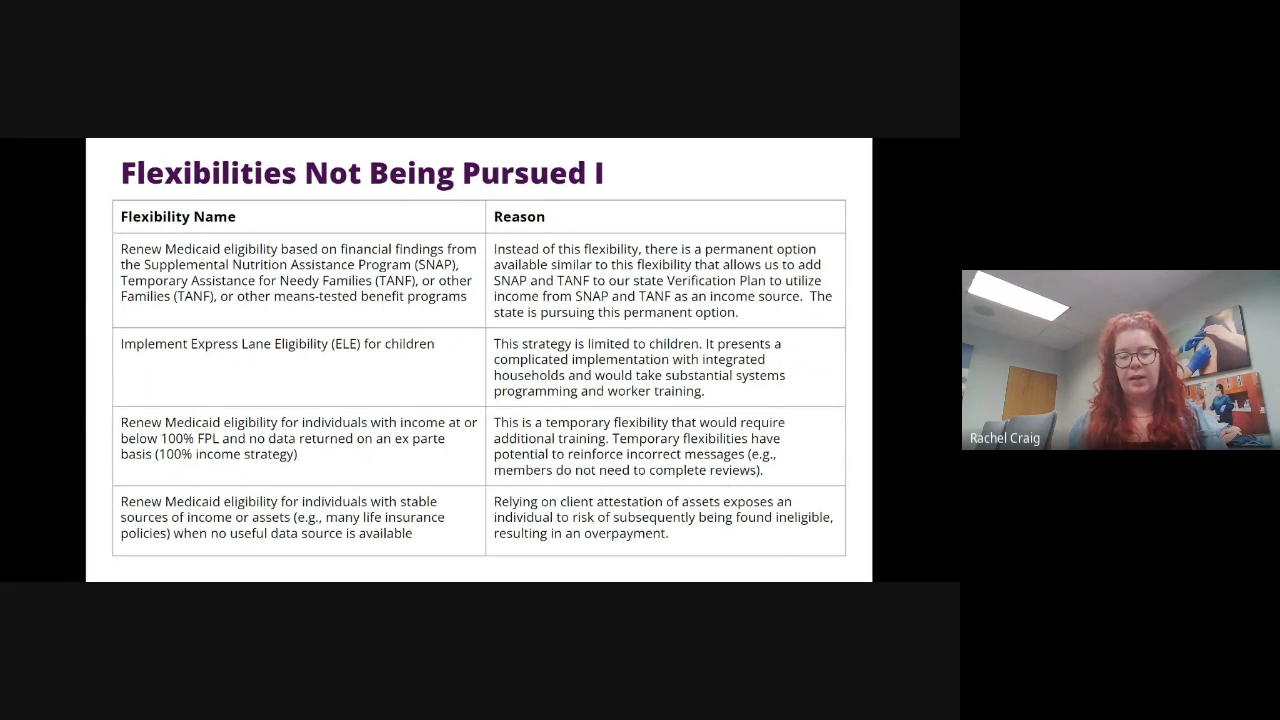 Flexibilities Not Being Pursued I
Flexibility Name
Reason
Renew Medicaid eligibility based on financial findings from
the Supplemental Nutrition Assistance Program (SNAP),
Temporary Assistance for Needy Families (TANF), or other
Families (TANF), or other means-tested benefit programs
Instead of this flexibility, there is a permanent option
available similar to this flexibility that allows us to add
SNAP and TANF to our state Verification Plan to utilize
income from SNAP and TANF as an income source.  The
state is pursuing this permanent option.
Implement Express Lane Eligibility (ELE) for children
This strategy is limited to children. It presents a
complicated implementation with integrated
households and would take substantial systems
programming and worker training.
Renew Medicaid eligibility for individuals with income at or
below 100% FPL and no data returned on an ex parte
basis (100% income strategy)
This is a temporary flexibility that would require
additional training. Temporary flexibilities have
potential to reinforce incorrect messages (e.g.,
members do not need to complete reviews).
Renew Medicaid eligibility for individuals with stable
sources of income or assets (e.g., many life insurance
policies) when no useful data source is available
Relying on client attestation of assets exposes an
individual to risk of subsequently being found ineligible,
resulting in an overpayment.
Rachel Craig